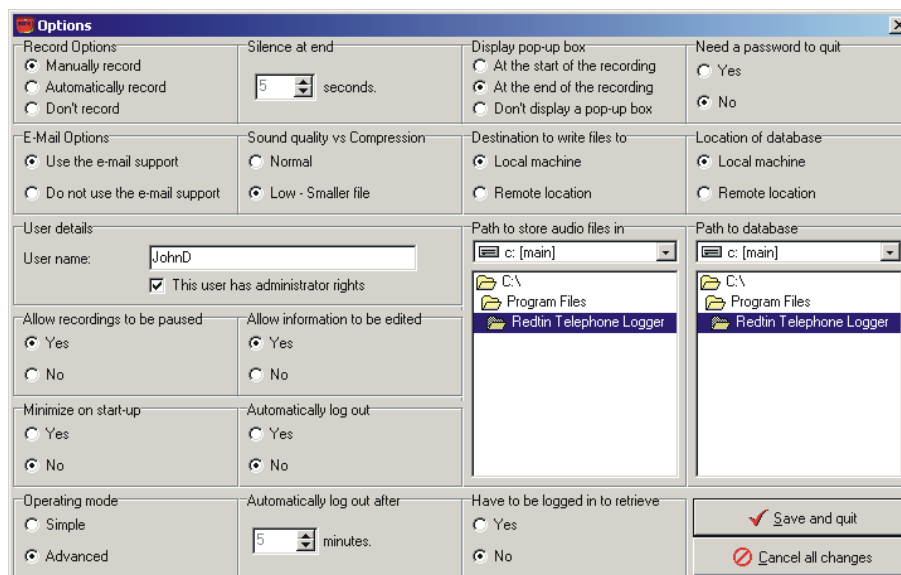 Options
Record Options
Manually record
Automatically record
Don't record
Silence at end
5 seconds.
Display pop-up box
At the start of the recording
At the end of the recording
Don't display a pop-up box
Need a password to quit
Yes
No
E-Mail Options
Use the e-mail support
Do not use the e-mail support
Sound quality vs Compression
Normal
Low - Smaller file
Destination to write files to
Local machine
Remote location
Location of database
Local machine
Remote location
User details
User name: JohnD
This user has administrator rights
Path to store audio files in
c: [main]
C:\
Program Files
Redtin Telephone Logger
Path to database
c: [main]
C:\
Program Files
Redtin Telephone Logger
Allow recordings to be paused
Yes
No
Allow information to be edited
Yes
No
Minimize on start-up
Yes
No
Automatically log out
Yes
No
Operating mode
Simple
Advanced
Automatically log out after
5 minutes.
Have to be logged in to retrieve
Yes
No
Save and quit
Cancel all changes